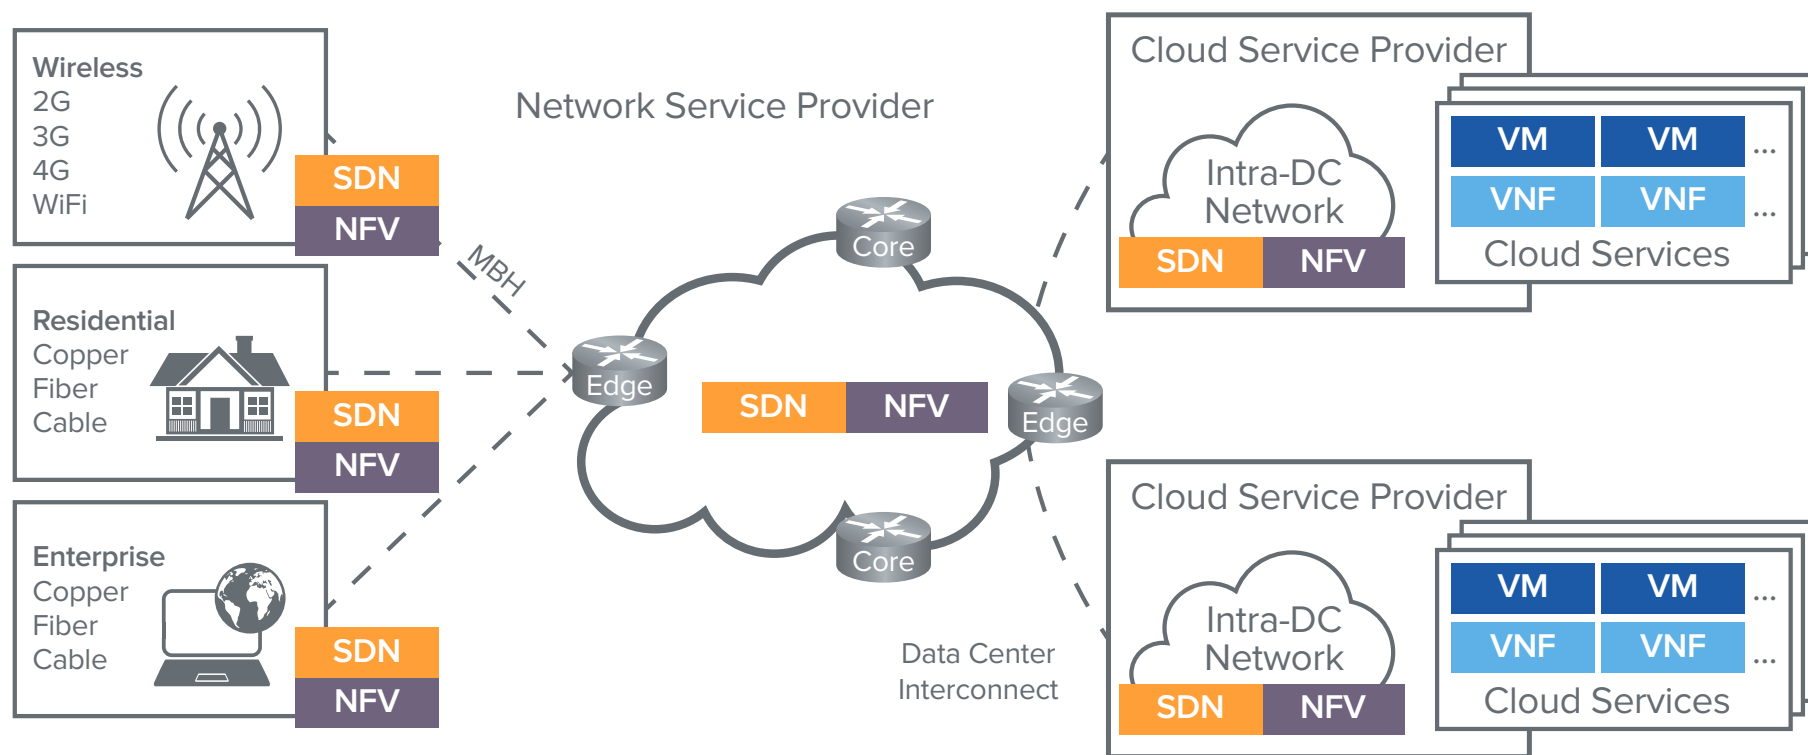 Wireless
2G
3G
4G
WiFi
SDN
NFV
Residential
Copper
Fiber
Cable
SDN
NFV
Enterprise
Copper
Fiber
Cable
SDN
NFV
Network Service Provider
MBH
Core
Edge
SDN NFV
Edge
Core
Data Center
Interconnect
Cloud Service Provider
Intra-DC
Network
SDN NFV
VM VM ...
VNF VNF ...
Cloud Services
Cloud Service Provider
Intra-DC
Network
SDN NFV
VM VM ...
VNF VNF ...
Cloud Services